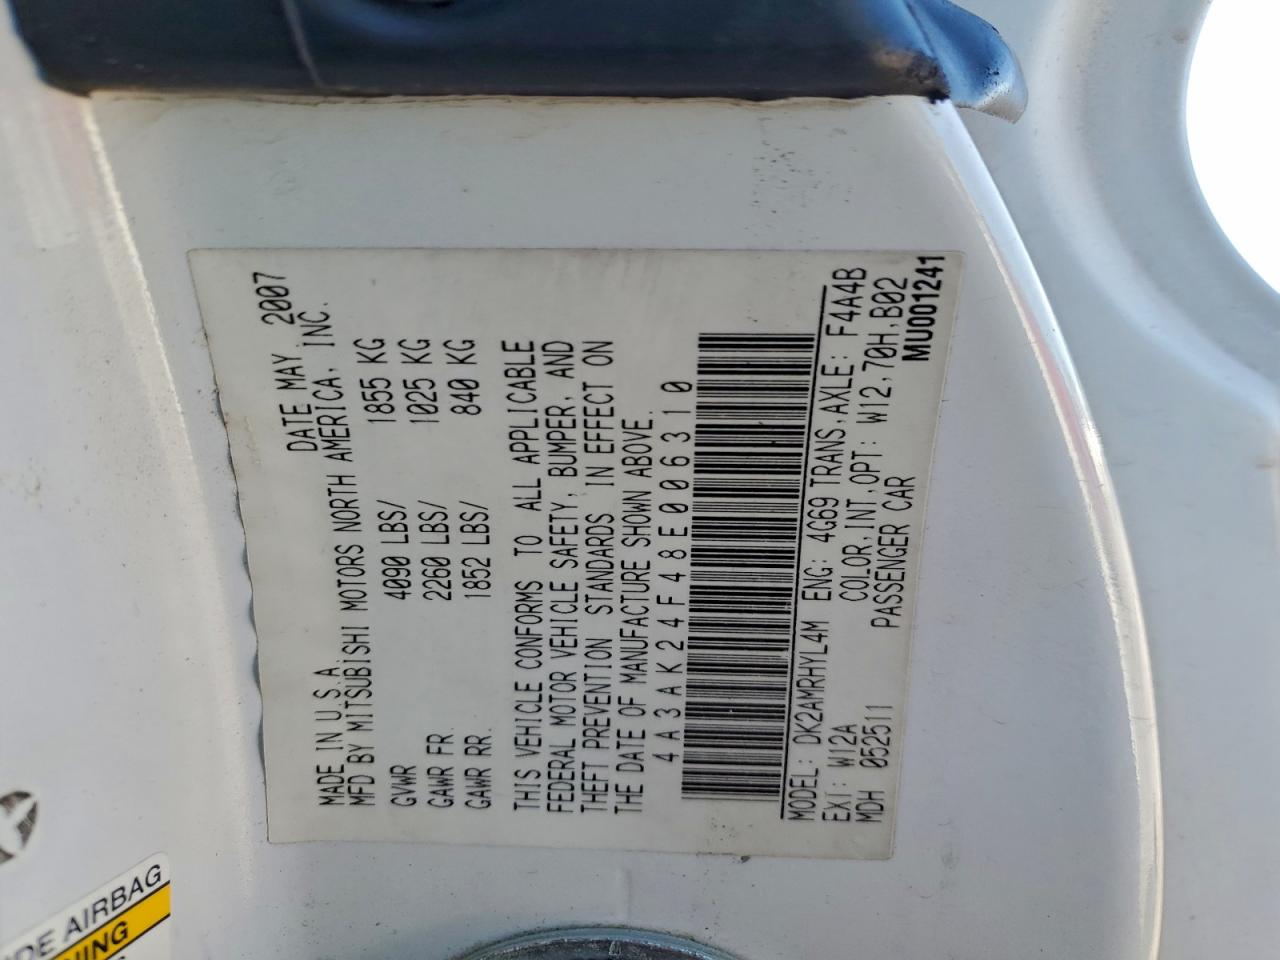 DATE MAY, 2007
MADE IN U.S.A.
MFD BY MITSUBISHI MOTORS NORTH AMERICA, INC.
GVWR 4090 LBS/ 1855 KG
GAWR FR. 2260 LBS/ 1025 KG
GAWR RR. 1852 LBS/ 840 KG
THIS VEHICLE CONFORMS TO ALL APPLICABLE
FEDERAL MOTOR VEHICLE SAFETY, BUMPER, AND
THEFT PREVENTION STANDARDS IN EFFECT ON
THE DATE OF MANUFACTURE SHOWN ABOVE.
4A3AK24F48E006310
MODEL: DK2AMRHYL4M ENG: 4G69 TRANS,AXLE: F4A4B
EXT: W12A COLOR,INT,OPT: W12,70H,B02
MDH 052511 PASSENGER CAR
MU001241
IDE AIRBAG
NING